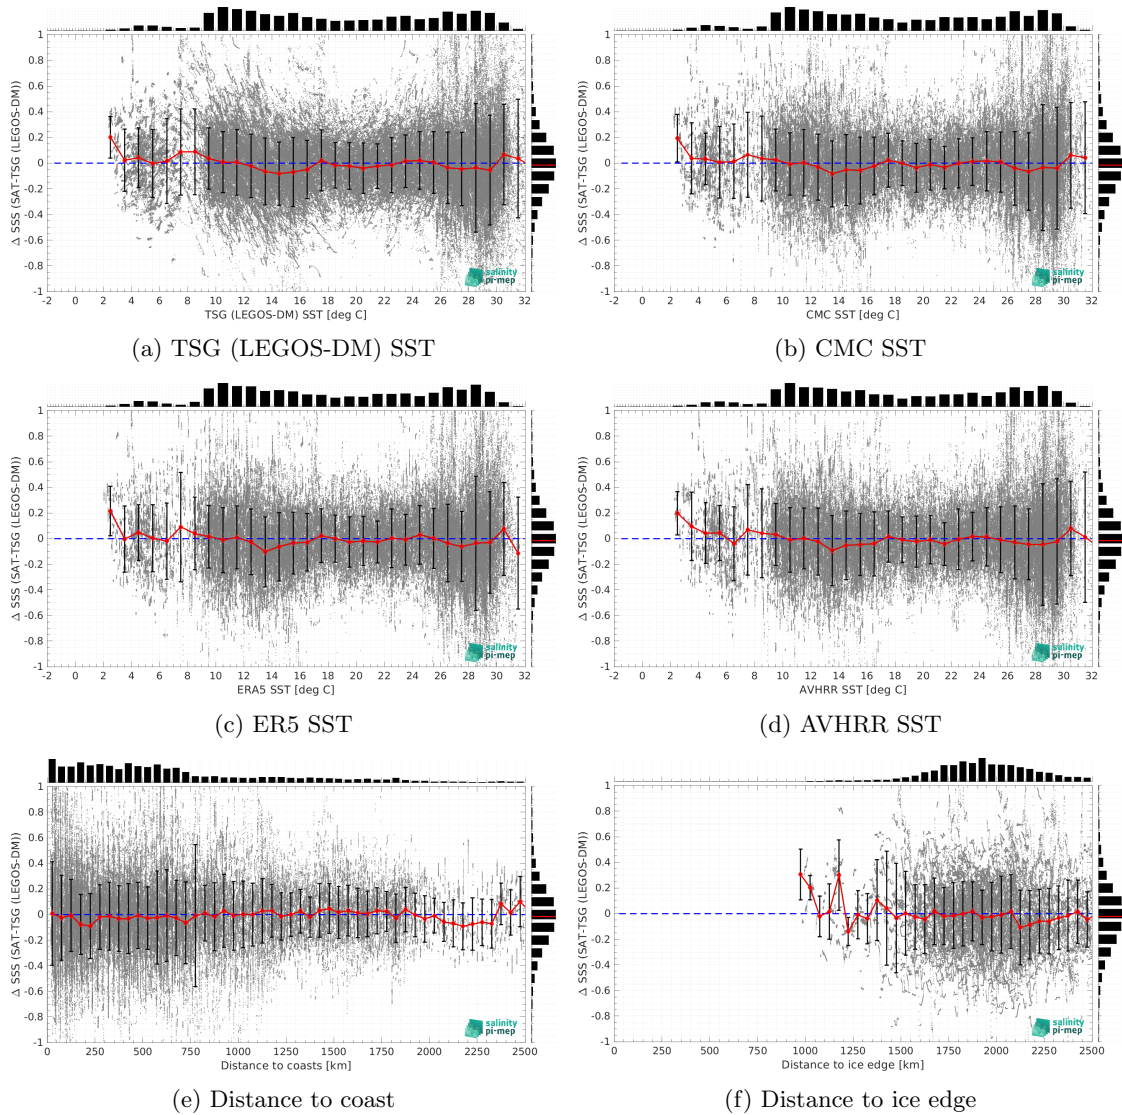 1
0.8
0.6
0.4
0.2
0
-0.2
-0.4
-0.6
-0.8
-1
Δ SSS (SAT-TSG (LEGOS-DM))
salinity
pi-mep
-2 0 2 4 6 8 10 12 14 16 18 20 22 24 26 28 30 32
TSG (LEGOS-DM) SST [deg C]
(a) TSG (LEGOS-DM) SST
1
0.8
0.6
0.4
0.2
0
-0.2
-0.4
-0.6
-0.8
-1
Δ SSS (SAT-TSG (LEGOS-DM))
salinity
pi-mep
-2 0 2 4 6 8 10 12 14 16 18 20 22 24 26 28 30 32
CMC SST [deg C]
(b) CMC SST
1
0.8
0.6
0.4
0.2
0
-0.2
-0.4
-0.6
-0.8
-1
Δ SSS (SAT-TSG (LEGOS-DM))
salinity
pi-mep
-2 0 2 4 6 8 10 12 14 16 18 20 22 24 26 28 30 32
ERA5 SST [deg C]
(c) ER5 SST
1
0.8
0.6
0.4
0.2
0
-0.2
-0.4
-0.6
-0.8
-1
Δ SSS (SAT-TSG (LEGOS-DM))
salinity
pi-mep
-2 0 2 4 6 8 10 12 14 16 18 20 22 24 26 28 30 32
AVHRR SST [deg C]
(d) AVHRR SST
1
0.8
0.6
0.4
0.2
0
-0.2
-0.4
-0.6
-0.8
-1
Δ SSS (SAT-TSG (LEGOS-DM))
salinity
pi-mep
0 250 500 750 1000 1250 1500 1750 2000 2250 2500
Distance to coasts [km]
(e) Distance to coast
1
0.8
0.6
0.4
0.2
0
-0.2
-0.4
-0.6
-0.8
-1
Δ SSS (SAT-TSG (LEGOS-DM))
salinity
pi-mep
0 250 500 750 1000 1250 1500 1750 2000 2250 2500
Distance to ice edge [km]
(f) Distance to ice edge